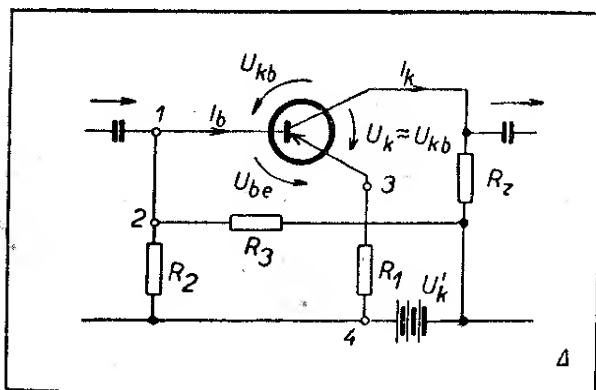 U_kb
I_k
1
I_b
U_k ≈ U_kb
U_be
3
R_z
2
R_3
R_2
R_1
U'_k
4
Δ